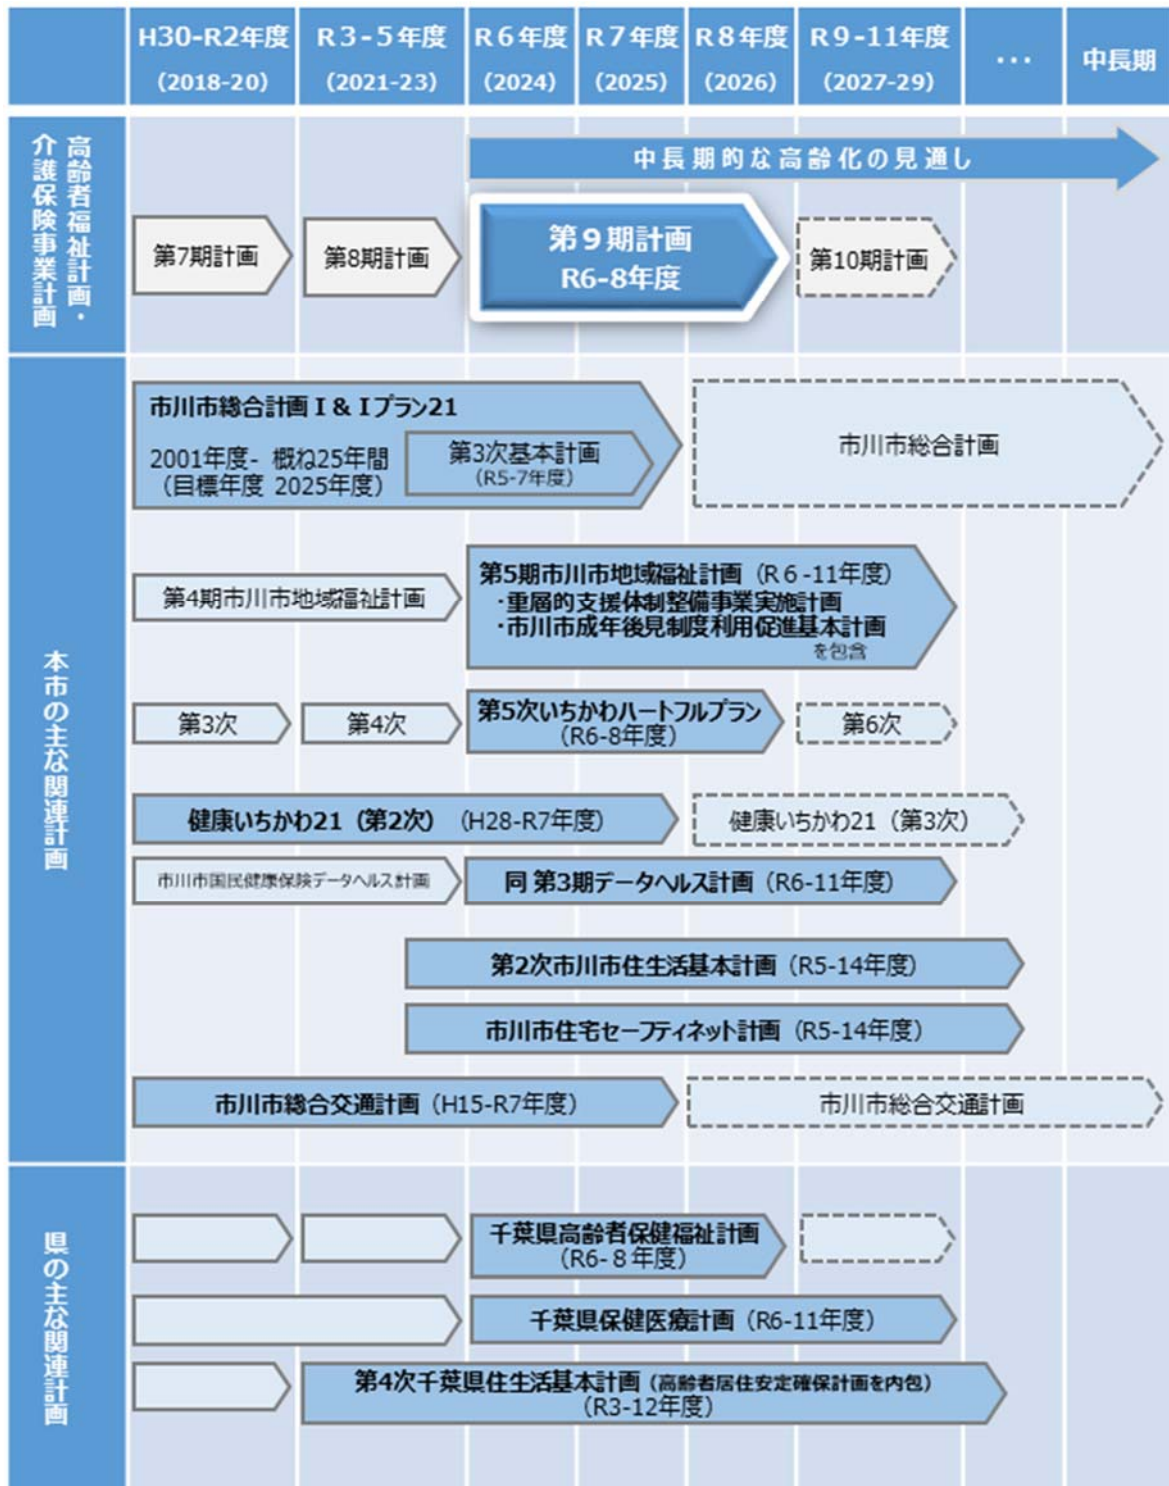 H30-R2年度
(2018-20)
R3-5年度
(2021-23)
R6年度
(2024)
R7年度
(2025)
R8年度
(2026)
R9-11年度
(2027-29)
･･･
中長期
高齢者福祉計画・
介護保険事業計画
中長期的な高齢化の見通し
第7期計画
第8期計画
第9期計画
R6-8年度
第10期計画
本市の主な関連計画
市川市総合計画I&Iプラン21
2001年度- 概ね25年間
(目標年度 2025年度)
第3次基本計画
(R5-7年度)
市川市総合計画
第4期市川市地域福祉計画
第5期市川市地域福祉計画(R6-11年度)
・重層的支援体制整備事業実施計画
・市川市成年後見制度利用促進基本計画
を包含
第3次
第4次
第5次いちかわハートフルプラン
(R6-8年度)
第6次
健康いちかわ21(第2次)(H28-R7年度)
健康いちかわ21(第3次)
市川市国民健康保険データヘルス計画
同 第3期データヘルス計画(R6-11年度)
第2次市川市住生活基本計画(R5-14年度)
市川市住宅セーフティネット計画(R5-14年度)
市川市総合交通計画(H15-R7年度)
市川市総合交通計画
県の主な関連計画
千葉県高齢者保健福祉計画
(R6-8年度)
千葉県保健医療計画(R6-11年度)
第4次千葉県住生活基本計画(高齢者居住安定確保計画を内包)
(R3-12年度)